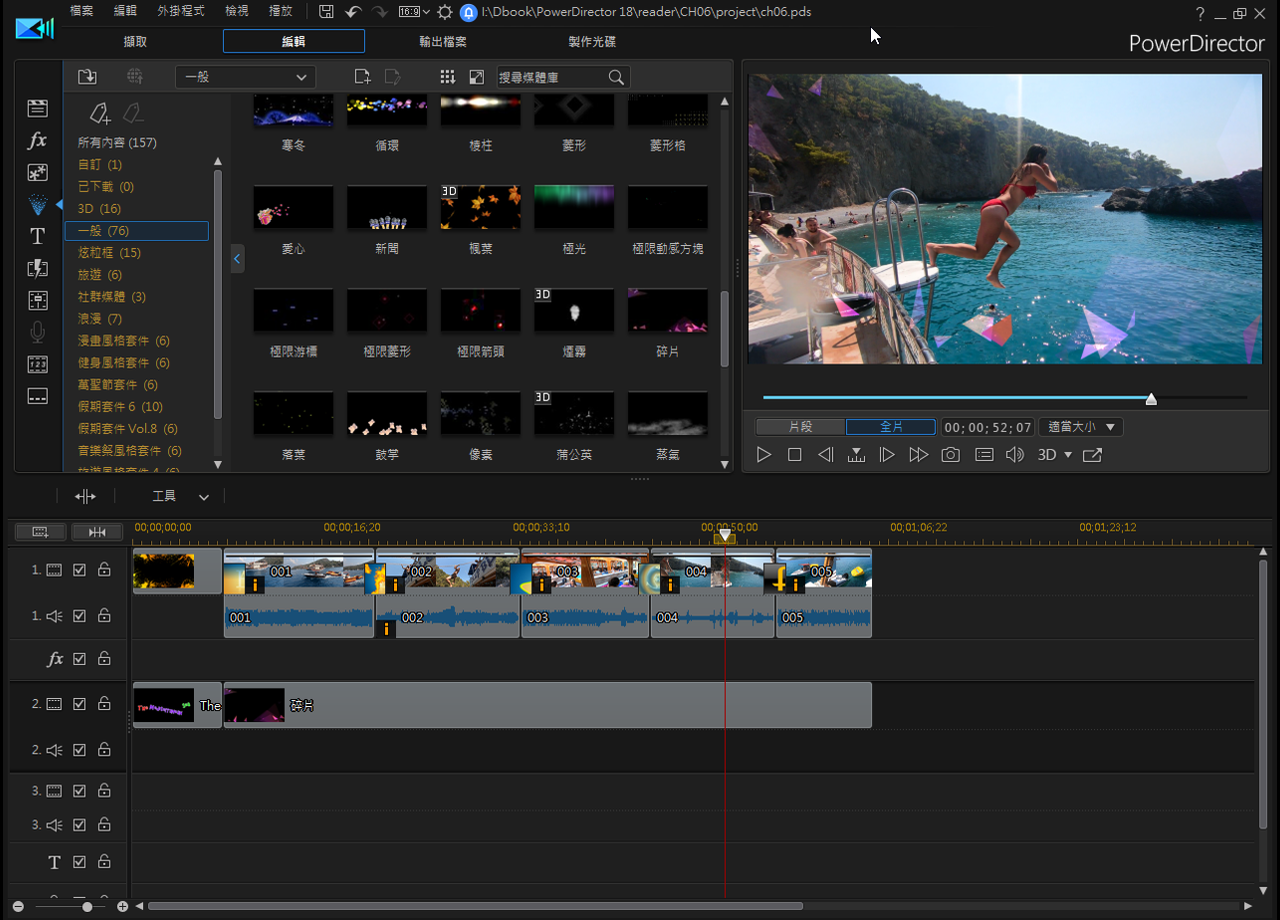 檔案 編輯 外掛程式 檢視 播放 16:9 I:\Dbook\PowerDirector 18\reader\CH06\project\ch06.pds ?
擷取 編輯 輸出檔案 製作光碟 PowerDirector
一般 搜尋媒體庫
所有內容 (157)
自訂 (1)
已下載 (0)
3D (16)
一般 (76)
炫粒框 (15)
旅遊 (6)
社群媒體 (3)
浪漫 (7)
漫畫風格套件 (6)
健身風格套件 (6)
萬聖節套件 (6)
假期套件 6 (10)
假期套件 Vol.8 (6)
音樂祭風格套件 (6)
旅遊風格套件 4 (6)
寒冬 循環 稜柱 菱形 菱形格
3D
愛心 新聞 楓葉 極光 極限動感方塊
3D
極限游標 極限菱形 極限箭頭 煙霧 碎片
3D
落葉 鼓掌 像素 蒲公英 蒸氣
片段 全片 00;00;52;07 適當大小
3D
工具
00;00;00;00 00;00;16;20 00;00;33;10 00;00;50;00 00;01;06;22 00;01;23;12
1. 001 002 003 004 005
1. 001 002 003 004 005
fx
2. The 碎片
2.
3.
3.
T